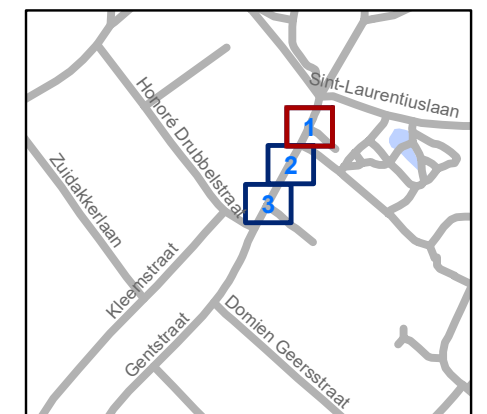 Sint-Laurentiuslaan
Honoré Drubbelstraat
1
2
3
Zuidakkerlaan
Kleemstraat
Gentstraat
Domien Geersstraat